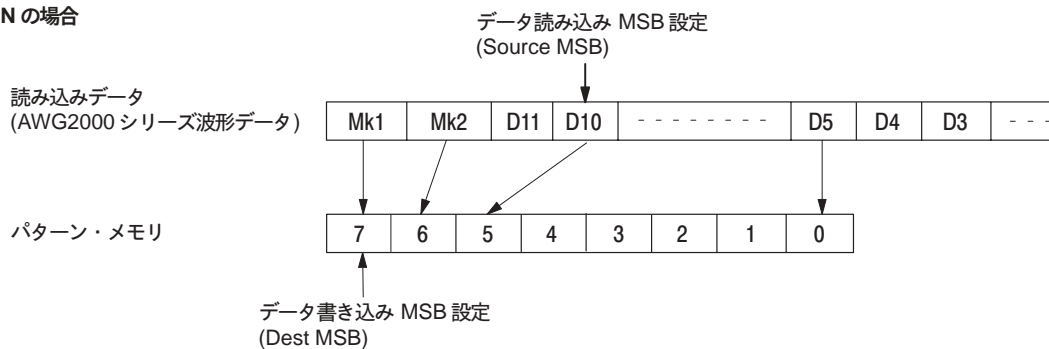 N の場合
データ読み込み MSB 設定
(Source MSB)
読み込みデータ
(AWG2000 シリーズ波形データ)
Mk1 Mk2 D11 D10 - - - - - - - - D5 D4 D3 - - -
パターン・メモリ
7 6 5 4 3 2 1 0
データ書き込み MSB 設定
(Dest MSB)